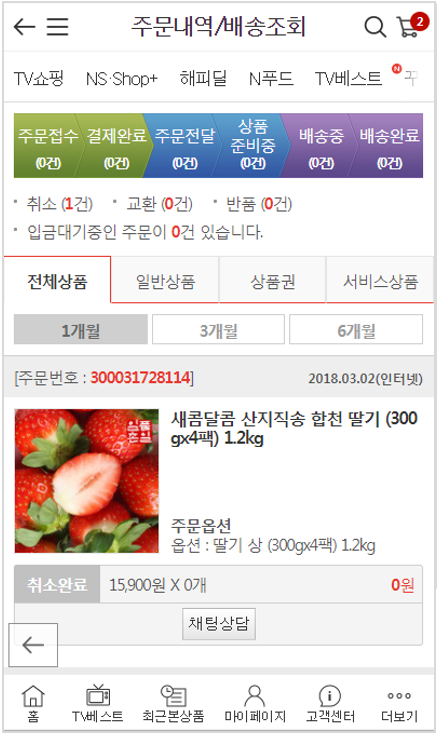 주문내역/배송조회
2
TV쇼핑 NS·Shop+ 해피딜 N푸드 TV베스트 N
주문접수 결제완료 주문전달 상품 준비중 배송중 배송완료
(0건) (0건) (0건) (0건) (0건) (0건)
취소 (1건) 교환 (0건) 반품 (0건)
입금대기중인 주문이 0건 있습니다.
전체상품 일반상품 상품권 서비스상품
1개월 3개월 6개월
[주문번호 : 300031728114] 2018.03.02(인터넷)
새콤달콤 산지직송 합천 딸기 (300
gx4팩) 1.2kg
주문옵션
옵션 : 딸기 상 (300gx4팩) 1.2kg
취소완료 15,900원 X 0개 0원
채팅상담
홈 TV베스트 최근본상품 마이페이지 고객센터 더보기